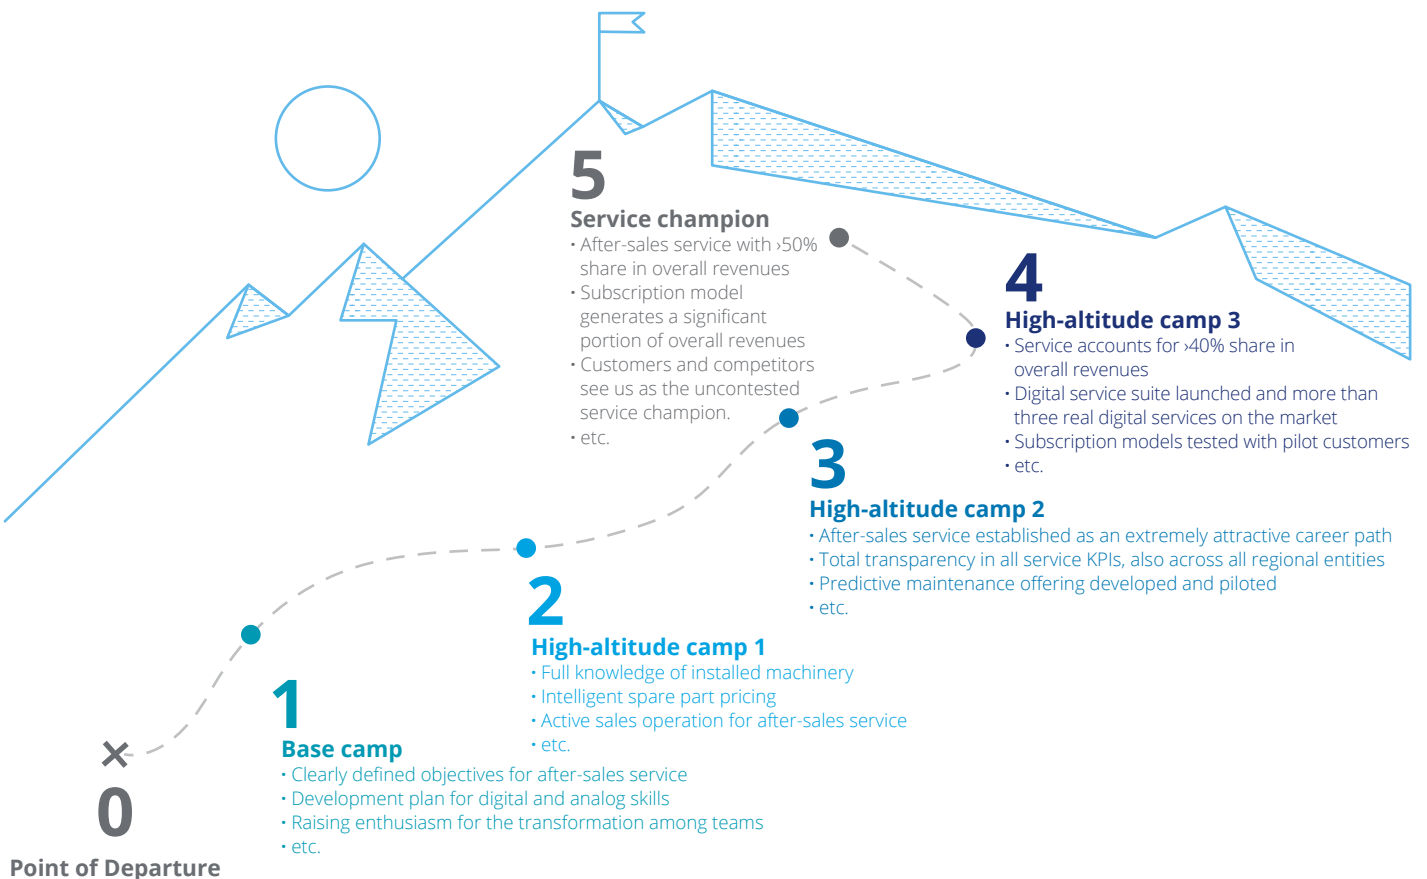 5
Service champion
• After-sales service with ›50%
share in overall revenues
• Subscription model
generates a significant
portion of overall revenues
• Customers and competitors
see us as the uncontested
service champion.
• etc.
4
High-altitude camp 3
• Service accounts for ›40% share in
overall revenues
• Digital service suite launched and more than
three real digital services on the market
• Subscription models tested with pilot customers
• etc.
3
High-altitude camp 2
• After-sales service established as an extremely attractive career path
• Total transparency in all service KPIs, also across all regional entities
• Predictive maintenance offering developed and piloted
• etc.
2
High-altitude camp 1
• Full knowledge of installed machinery
• Intelligent spare part pricing
• Active sales operation for after-sales service
• etc.
1
Base camp
• Clearly defined objectives for after-sales service
• Development plan for digital and analog skills
• Raising enthusiasm for the transformation among teams
• etc.
0
Point of Departure